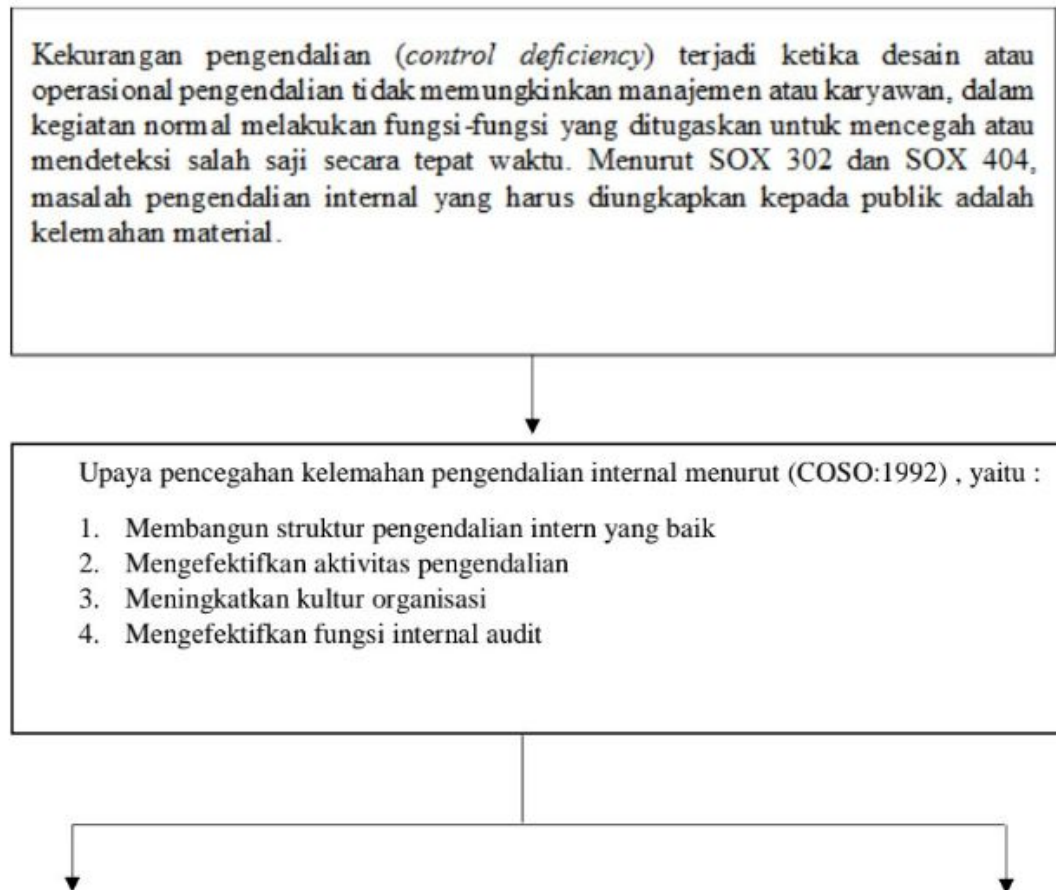 Kekurangan pengendalian (control deficiency) terjadi ketika desain atau
operasional pengendalian tidak memungkinkan manajemen atau karyawan, dalam
kegiatan normal melakukan fungsi-fungsi yang ditugaskan untuk mencegah atau
mendeteksi salah saji secara tepat waktu. Menurut SOX 302 dan SOX 404,
masalah pengendalian internal yang harus diungkapkan kepada publik adalah
kelemahan material.
Upaya pencegahan kelemahan pengendalian internal menurut (COSO:1992) , yaitu :
1. Membangun struktur pengendalian intern yang baik
2. Mengefektifkan aktivitas pengendalian
3. Meningkatkan kultur organisasi
4. Mengefektifkan fungsi internal audit